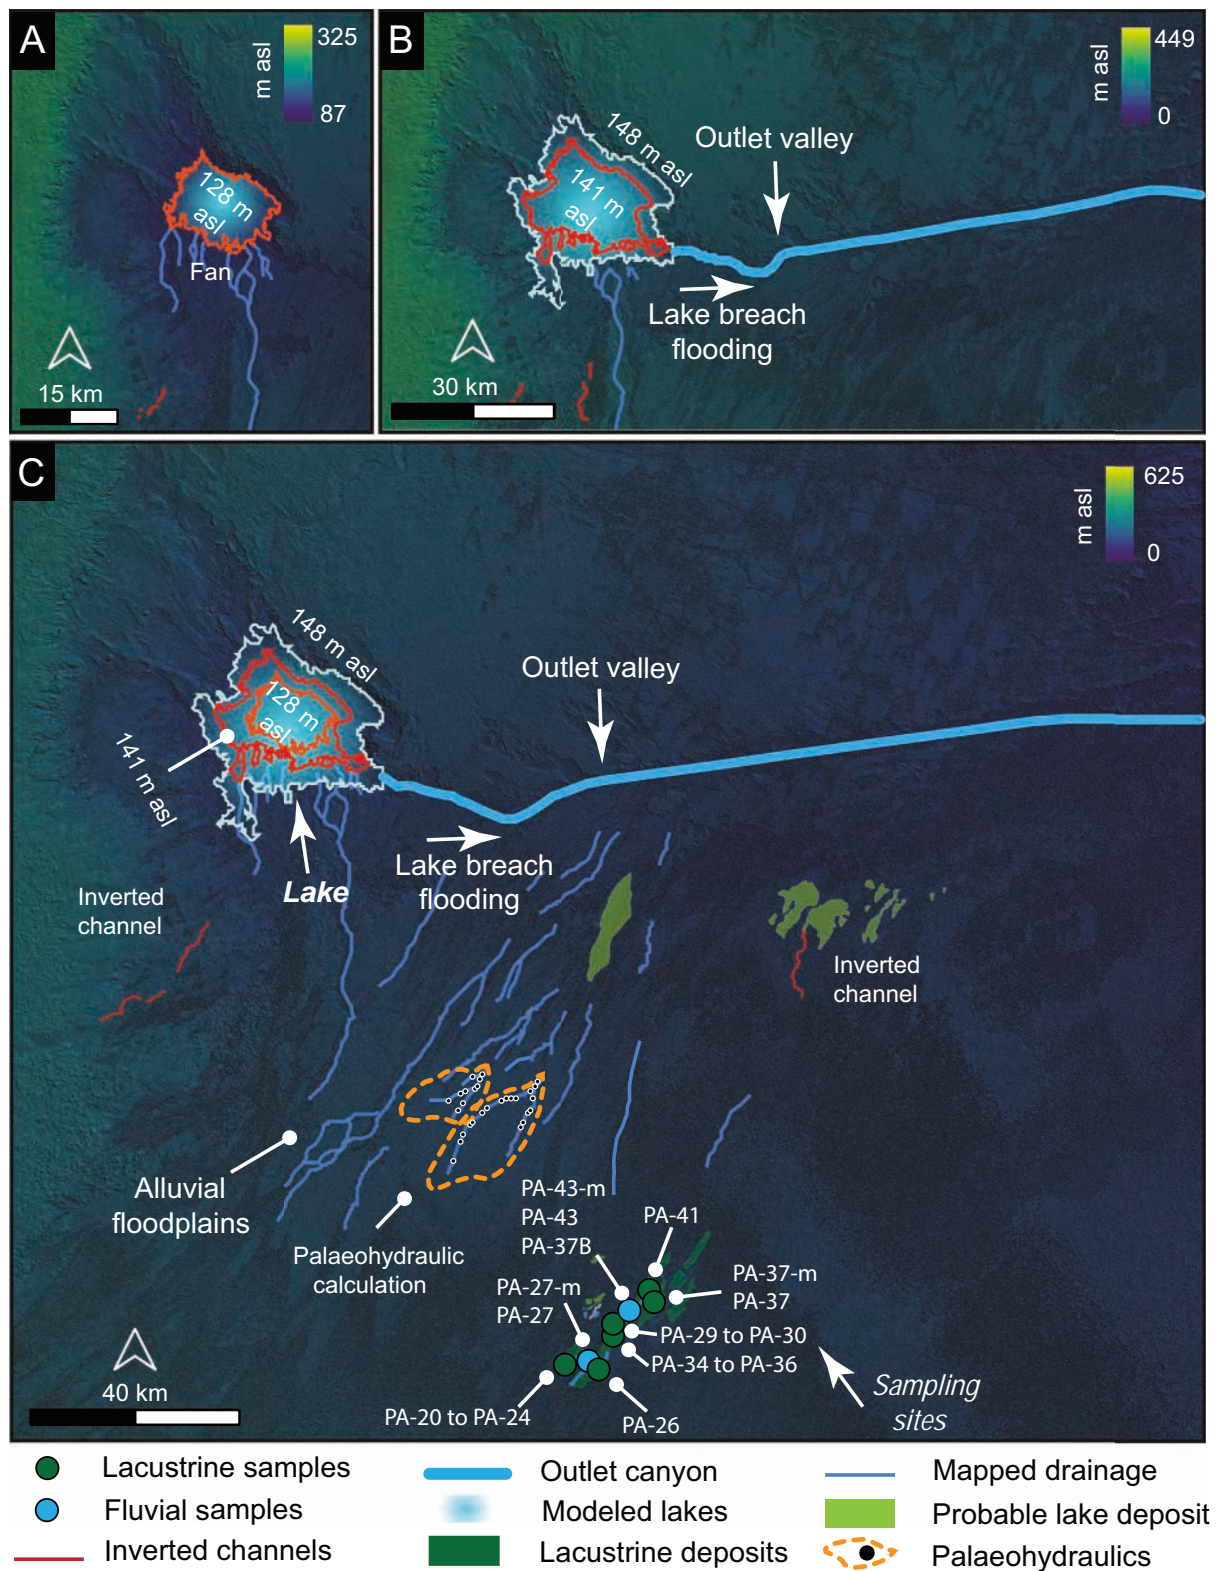 A
325
m asl
87
128 m
asl
Fan
15 km
B
449
m asl
0
148 m asl
141 m
asl
Outlet valley
Lake breach
flooding
30 km
C
625
m asl
0
148 m asl
128 m
asl
141 m asl
Outlet valley
Lake breach
flooding
Lake
Inverted
channel
Inverted
channel
Alluvial
floodplains
Palaeohydraulic
calculation
PA-43-m
PA-43
PA-37B
PA-41
PA-27-m
PA-27
PA-37-m
PA-37
PA-29 to PA-30
PA-34 to PA-36
PA-20 to PA-24
PA-26
Sampling
sites
40 km
Lacustrine samples
Outlet canyon
Mapped drainage
Fluvial samples
Modeled lakes
Probable lake deposit
Inverted channels
Lacustrine deposits
Palaeohydraulics